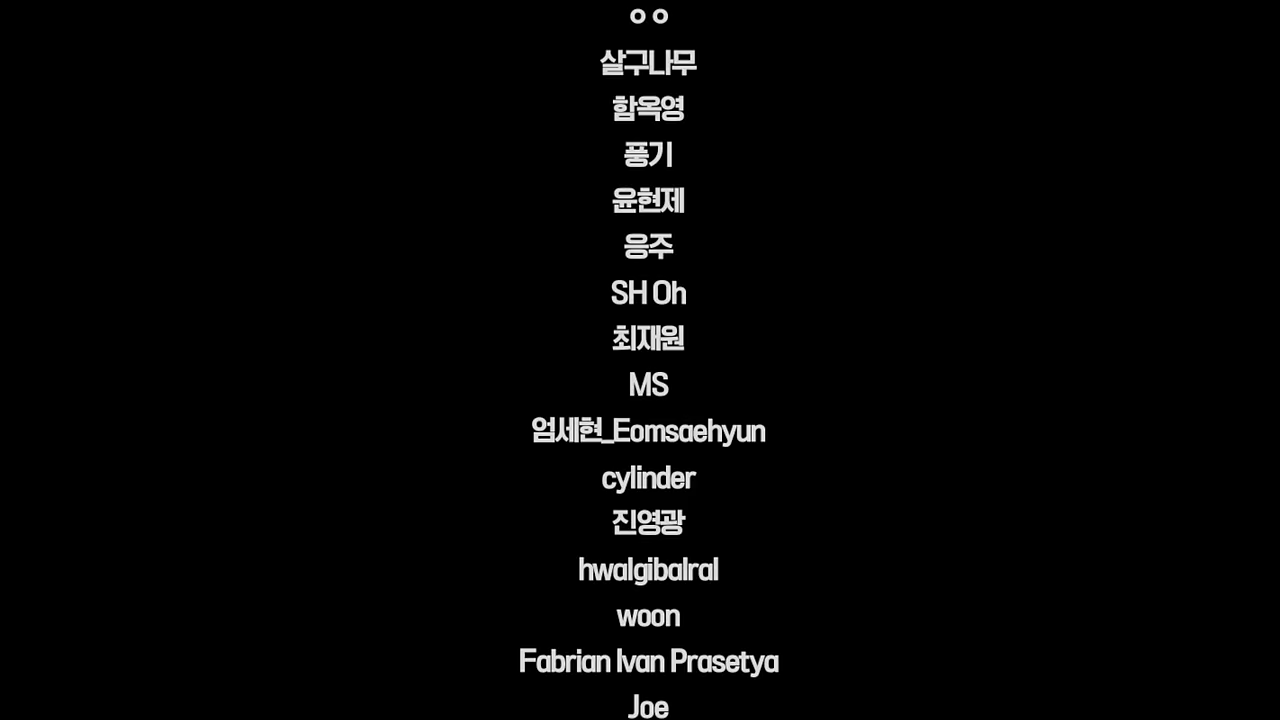 ㅇㅇ
살구나무
함옥영
풍기
윤현제
응주
SH Oh
최재원
MS
엄세현_Eomsaehyun
cylinder
진영광
hwalgibalral
woon
Fabrian Ivan Prasetya
Joe